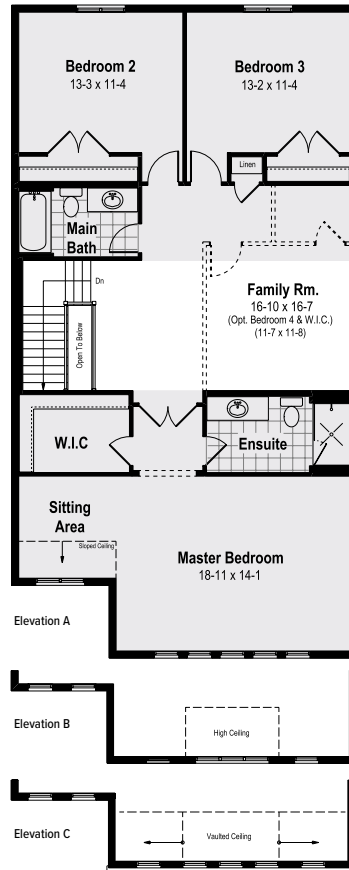 Bedroom 2
13-3 x 11-4
Bedroom 3
13-2 x 11-4
Linen
Main
Bath
Dn
Open To Below
Family Rm.
16-10 x 16-7
(Opt. Bedroom 4 & W.I.C.)
(11-7 x 11-8)
W.I.C
Ensuite
Sitting
Area
Sloped Ceiling
Master Bedroom
18-11 x 14-1
Elevation A
Elevation B
High Ceiling
Elevation C
Vaulted Ceiling